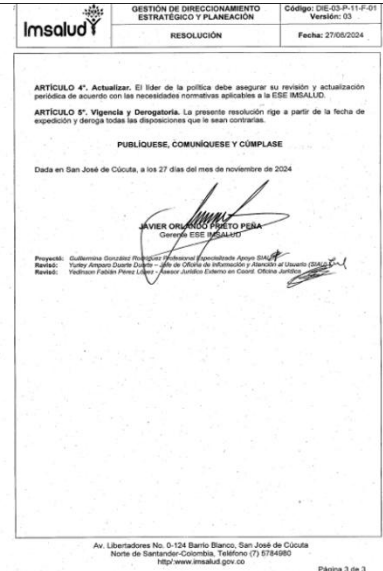 Imsalud
GESTIÓN DE DIRECCIONAMIENTO
ESTRATÉGICO Y PLANEACIÓN
Código: DIE-03-P-11-F-01
Versión: 03
RESOLUCIÓN
Fecha: 27/06/2024
ARTÍCULO 4°. Actualizar. El líder de la política debe asegurar su revisión y actualización
periódica de acuerdo con las necesidades normativas aplicables a la ESE IMSALUD.
ARTÍCULO 5°. Vigencia y Derogatoria. La presente resolución rige a partir de la fecha de
expedición y deroga todas las disposiciones que le sean contrarias.
PUBLÍQUESE, COMUNÍQUESE Y CÚMPLASE
Dada en San José de Cúcuta, a los 27 días del mes de noviembre de 2024
JAVIER ORLANDO PRIETO PEÑA
Gerente ESE IMSALUD
Proyectó: Guillermina González Rodríguez Profesional Especializada Apoyo SIAU
Revisó: Yurley Amparo Duarte Duarte – Jefe de Oficina de Información y Atención al Usuario (SIAU)
Revisó: Yedinson Fabián Pérez López – Asesor Jurídico Externo en Coord. Oficina Jurídica
Av. Libertadores No. 0-124 Barrio Blanco, San José de Cúcuta
Norte de Santander-Colombia, Teléfono (7) 5784980
http/:www.imsalud.gov.co
Página 3 de 3